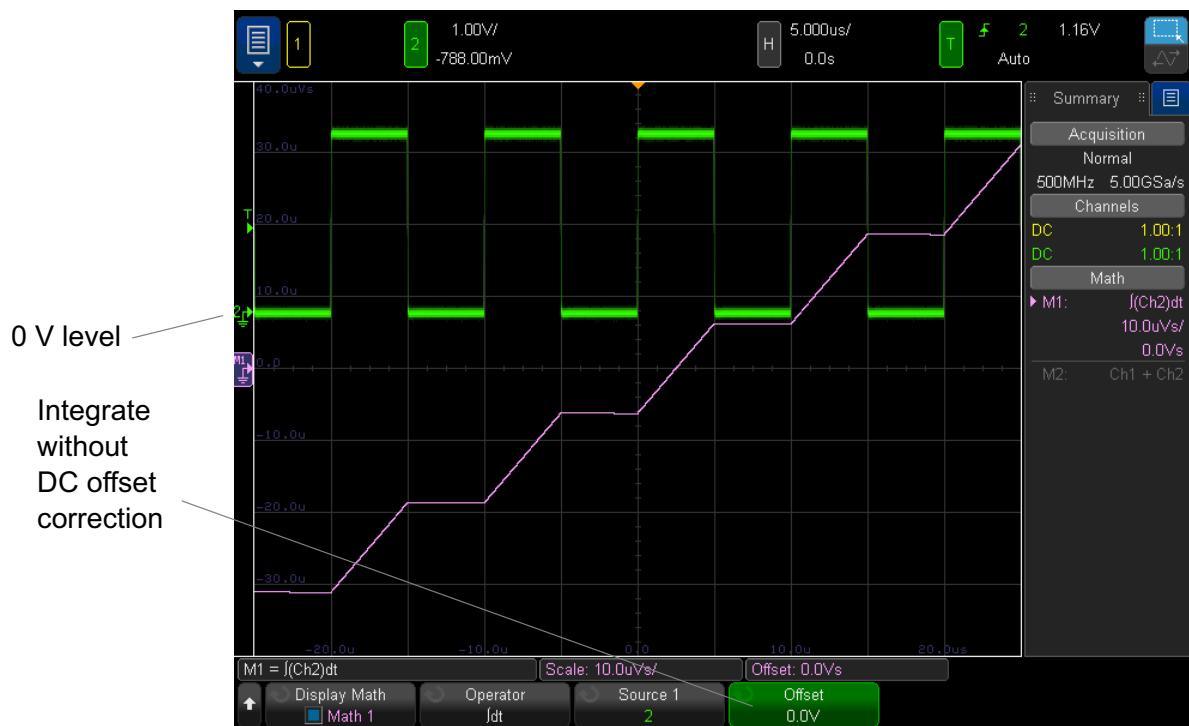 1
2
1.00V/
-788.00mV
H
5.000us/
0.0s
T
2
1.16V
Auto
Summary
Acquisition
Normal
500MHz 5.00GSa/s
Channels
DC 1.00:1
DC 1.00:1
Math
M1: ∫(Ch2)dt
10.0uVs/
0.0Vs
M2: Ch1 + Ch2
40.0uVs
30.0u
T
20.0u
10.0u
2
0 V level
M1
0.0
Integrate
without
DC offset
correction
-10.0u
-20.0u
-30.0u
-20.0u -10.0u 0.0 10.0u 20.0us
M1 = ∫(Ch2)dt
Scale: 10.0uVs/
Offset: 0.0Vs
Display Math
Math 1
Operator
∫dt
Source 1
2
Offset
0.0V